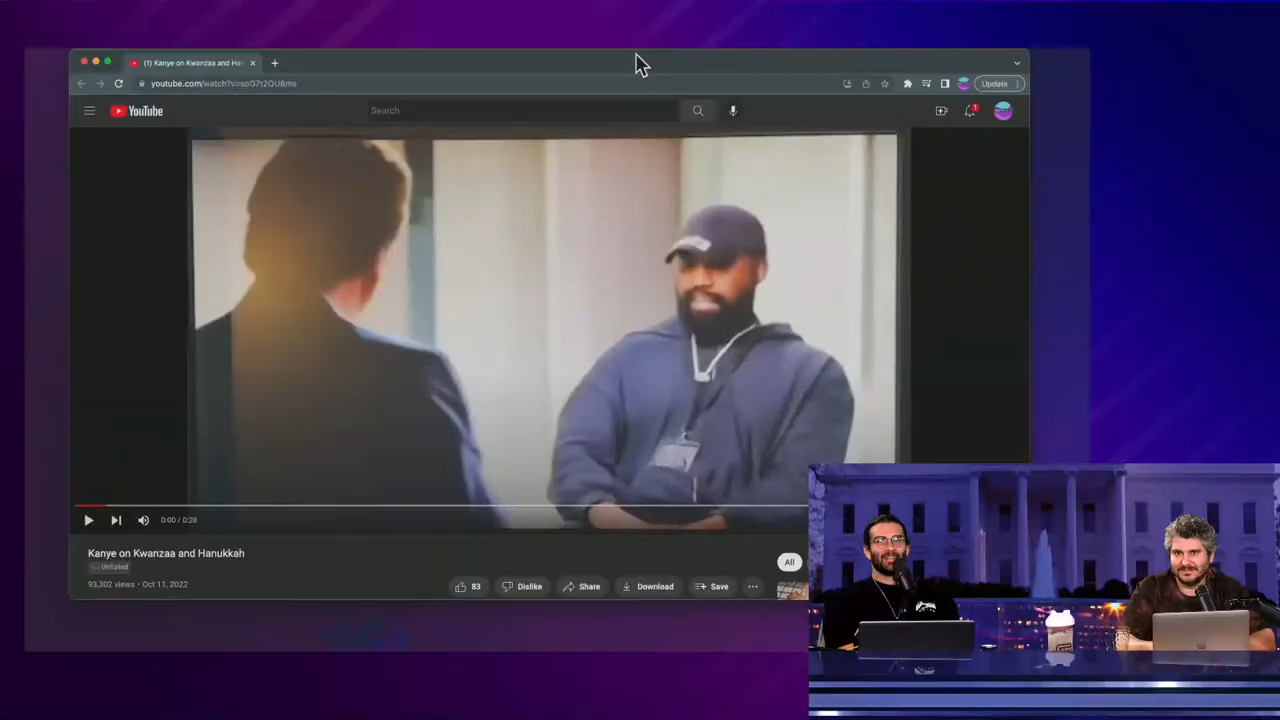 (1) Kanye on Kwanzaa and Ha
youtube.com/watch?v=soG7t2OU8ms
Update
YouTube
Search
1
0:00 / 0:28
Kanye on Kwanzaa and Hanukkah
Unlisted
All
93,302 views • Oct 11, 2022
83
Dislike
Share
Download
Save